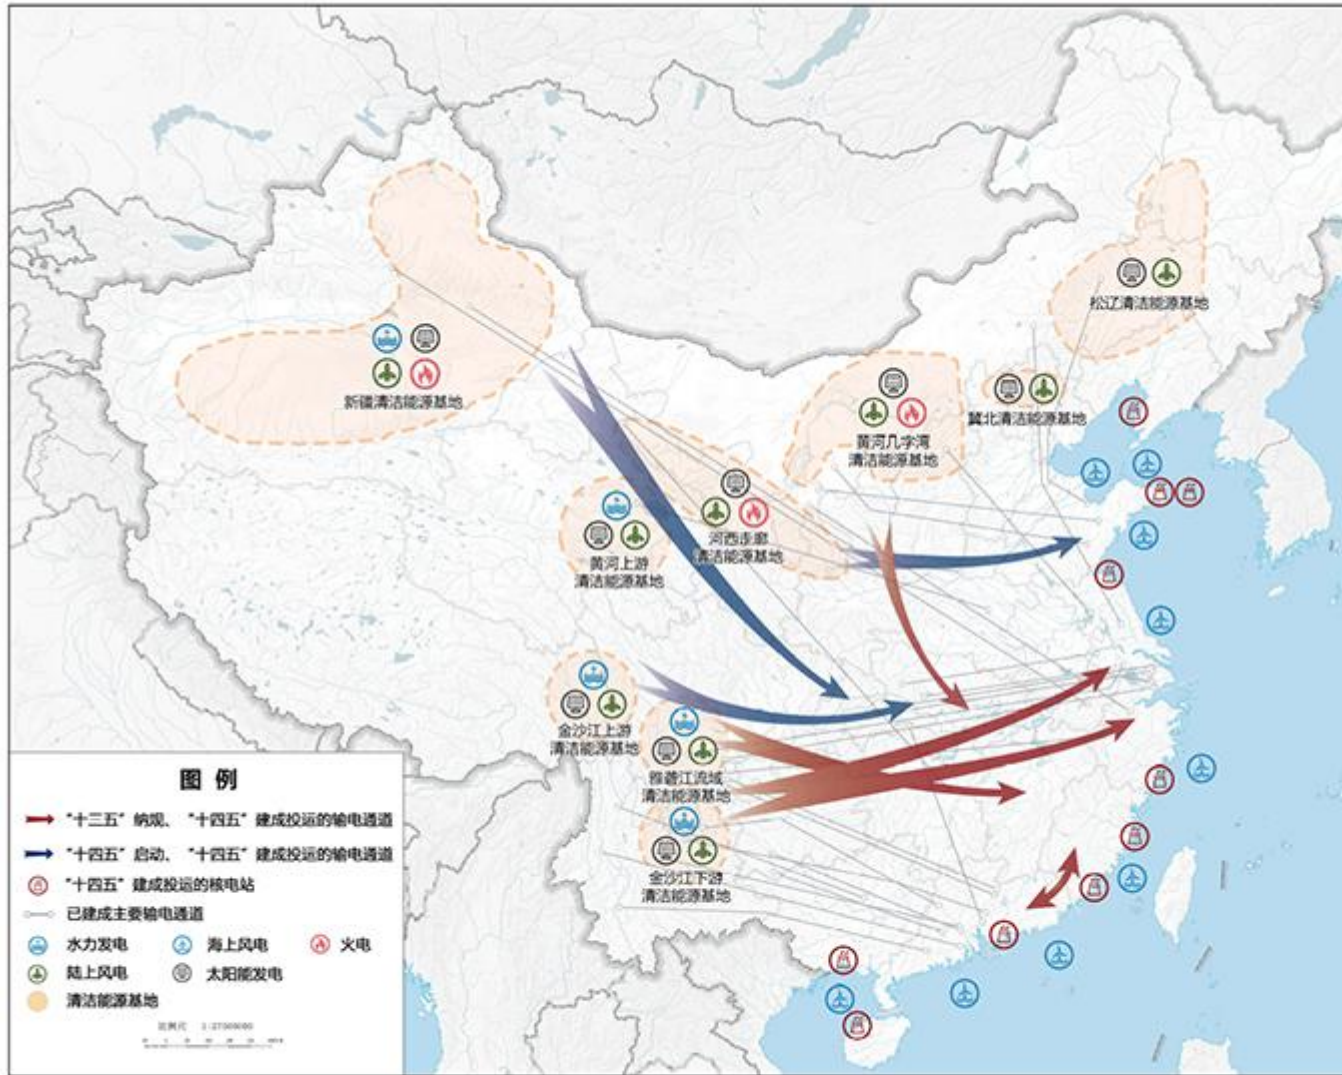 松辽清洁能源基地
新疆清洁能源基地
冀北清洁能源基地
黄河几字湾
清洁能源基地
河西走廊
清洁能源基地
黄河上游
清洁能源基地
金沙江上游
清洁能源基地
雅砻江流域
清洁能源基地
金沙江下游
清洁能源基地
图 例
“十三五”纳规、“十四五”建成投运的输电通道
“十四五”启动、“十四五”建成投运的输电通道
“十四五”建成投运的核电站
已建成主要输电通道
水力发电 海上风电 火电
陆上风电 太阳能发电
清洁能源基地
比例尺